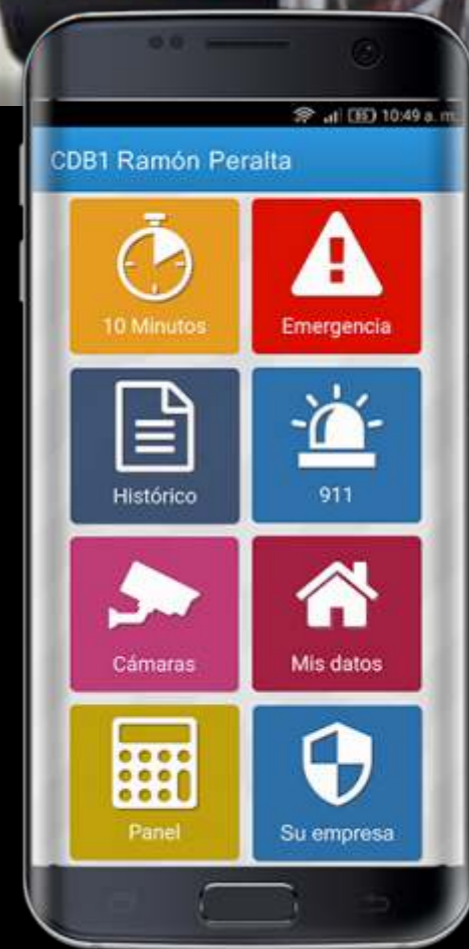 10:49 a. m.
CDB1 Ramón Peralta
10 Minutos
Emergencia
Histórico
911
Cámaras
Mis datos
Panel
Su empresa